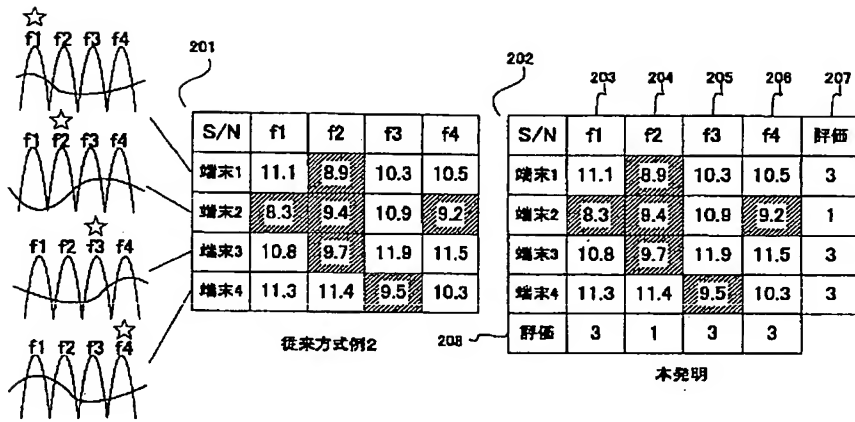 f1 f2 f3 f4
f1 f2 f3 f4
f1 f2 f3 f4
f1 f2 f3 f4
201
S/N f1 f2 f3 f4
端末1 11.1 8.9 10.3 10.5
端末2 8.3 9.4 10.9 9.2
端末3 10.8 9.7 11.9 11.5
端末4 11.3 11.4 9.5 10.3
従来方式例2
202
203 204 205 206 207
S/N f1 f2 f3 f4 評価
端末1 11.1 8.9 10.3 10.5 3
端末2 8.3 9.4 10.9 9.2 1
端末3 10.8 9.7 11.9 11.5 3
端末4 11.3 11.4 9.5 10.3 3
208
評価 3 1 3 3
本発明